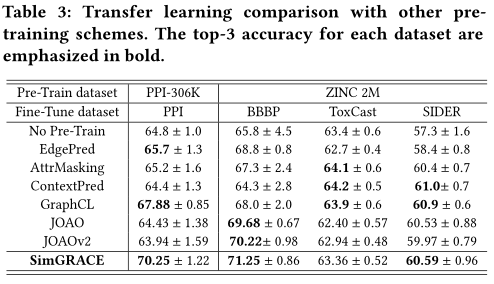 Table 3: Transfer learning comparison with other pre-
training schemes. The top-3 accuracy for each dataset are
emphasized in bold.
Pre-Train dataset PPI-306K ZINC 2M
Fine-Tune dataset PPI BBBP ToxCast SIDER
No Pre-Train 64.8 ± 1.0 65.8 ± 4.5 63.4 ± 0.6 57.3 ± 1.6
EdgePred 65.7 ± 1.3 68.8 ± 0.8 62.7 ± 0.4 58.4 ± 0.8
AttrMasking 65.2 ± 1.6 67.3 ± 2.4 64.1 ± 0.6 60.4 ± 0.7
ContextPred 64.4 ± 1.3 64.3 ± 2.8 64.2 ± 0.5 61.0± 0.7
GraphCL 67.88 ± 0.85 68.0 ± 2.0 63.9 ± 0.6 60.9 ± 0.6
JOAO 64.43 ± 1.38 69.68 ± 0.67 62.40 ± 0.57 60.53 ± 0.88
JOAOv2 63.94 ± 1.59 70.22± 0.98 62.94 ± 0.48 59.97 ± 0.79
SimGRACE 70.25 ± 1.22 71.25 ± 0.86 63.36 ± 0.52 60.59 ± 0.96